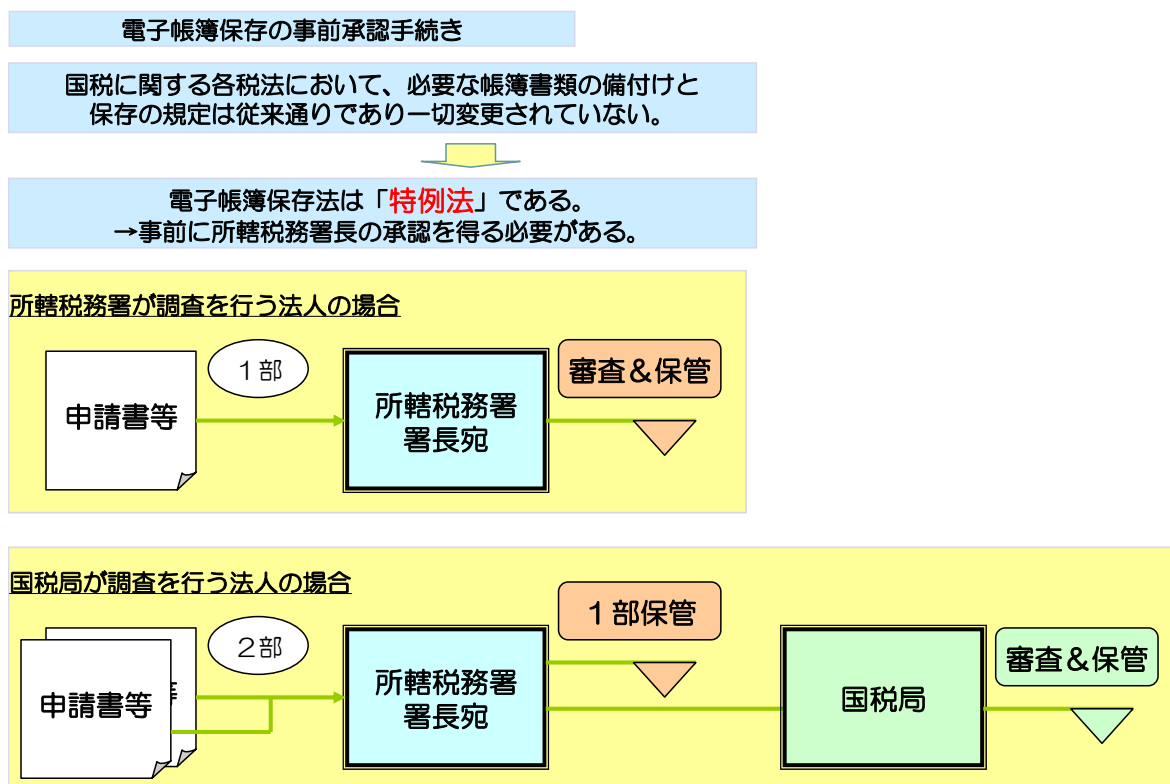 電子帳簿保存の事前承認手続き
国税に関する各税法において、必要な帳簿書類の備付けと
保存の規定は従来通りであり一切変更されていない。
電子帳簿保存法は「特例法」である。
→事前に所轄税務署長の承認を得る必要がある。
所轄税務署が調査を行う法人の場合
申請書等
１部
所轄税務署
署長宛
審査＆保管
国税局が調査を行う法人の場合
申請書等
等
２部
所轄税務署
署長宛
１部保管
国税局
審査＆保管